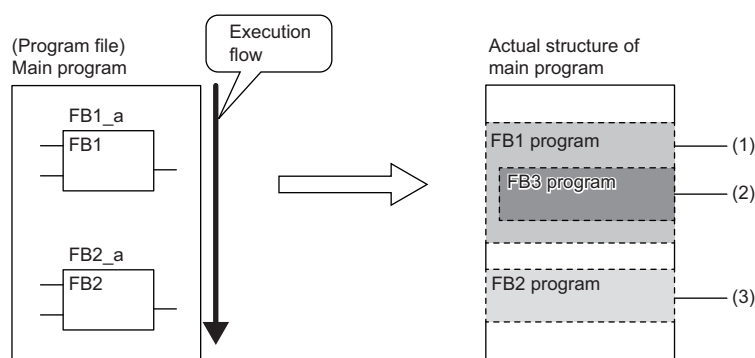 (Program file)
Main program
Execution
flow
FB1_a
FB1
FB2_a
FB2
Actual structure of
main program
FB1 program
(1)
FB3 program
(2)
FB2 program
(3)